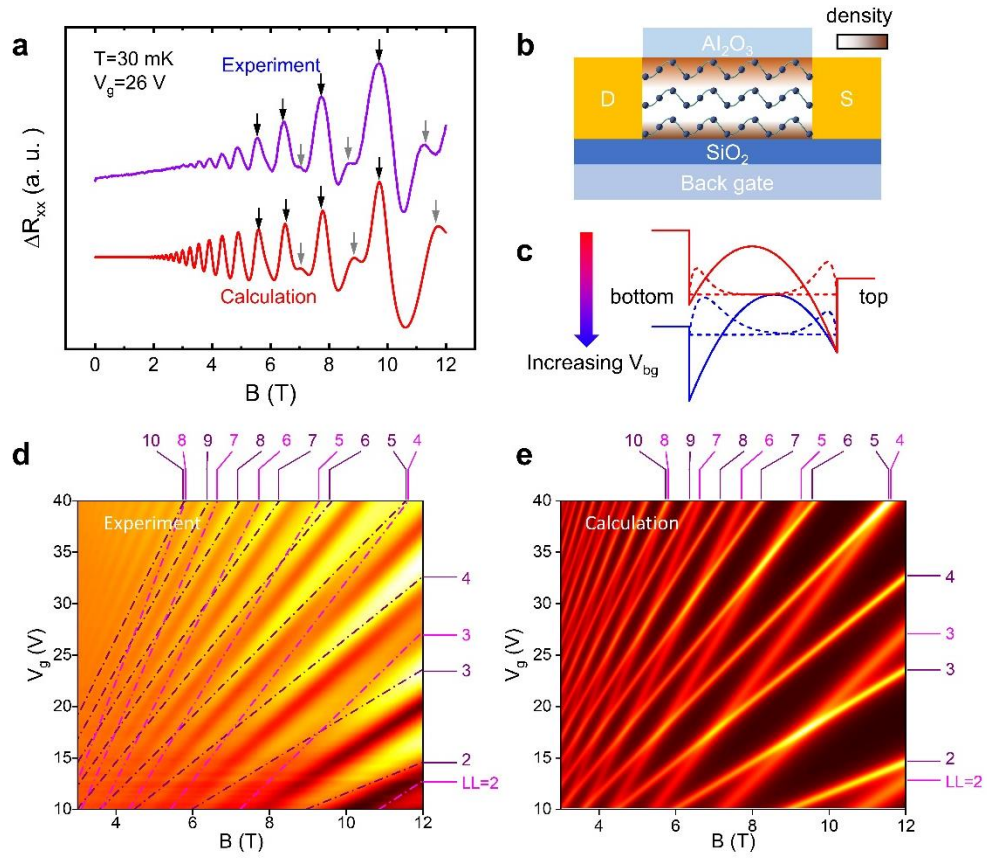 a
T=30 mK
V_g=26 V
Experiment
Calculation
ΔR_xx (a. u.)
0 2 4 6 8 10 12
B (T)
b
density
Al₂O₃
D
S
SiO₂
Back gate
c
bottom
top
Increasing V_bg
d
10 8 9 7 8 6 7 5 6 5 4
Experiment
40
35
30
25
20
15
10
V_g (V)
4
3
3
2
LL=2
4 6 8 10 12
B (T)
e
10 8 9 7 8 6 7 5 6 5 4
Calculation
40
35
30
25
20
15
10
V_g (V)
4
3
3
2
LL=2
4 6 8 10 12
B (T)